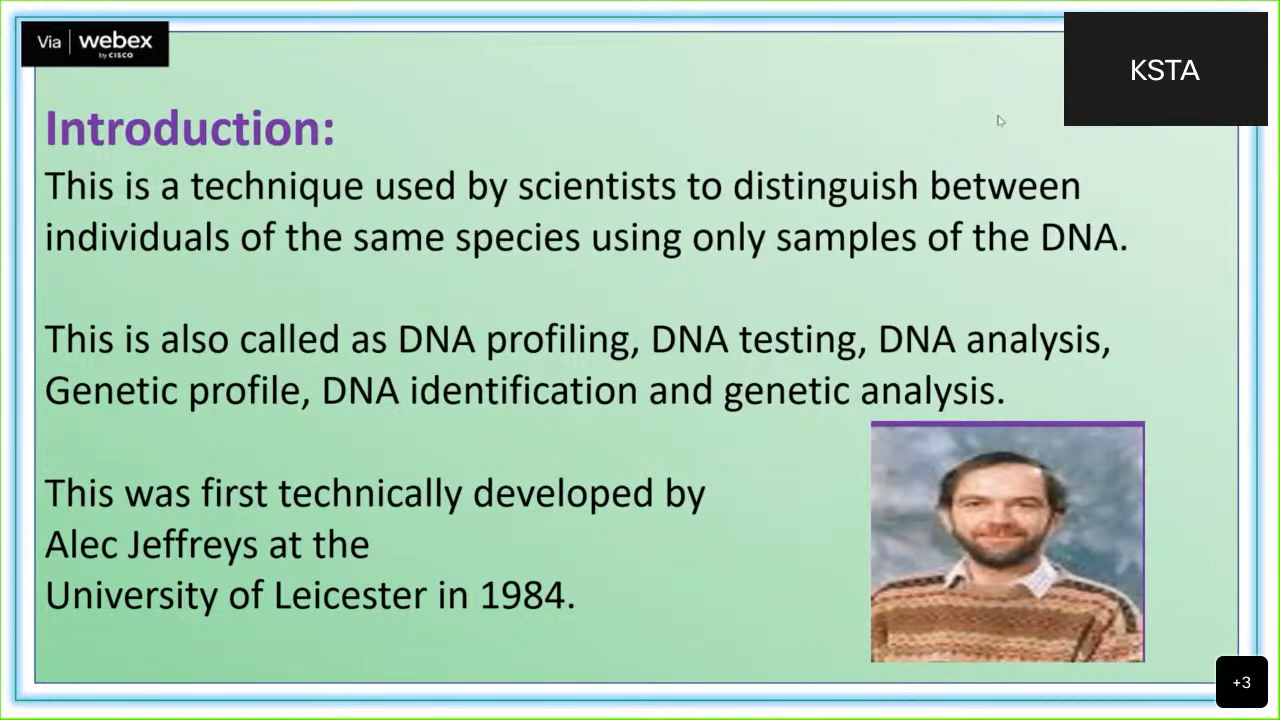 Via webex
by CISCO
KSTA
Introduction:
This is a technique used by scientists to distinguish between
individuals of the same species using only samples of the DNA.
This is also called as DNA profiling, DNA testing, DNA analysis,
Genetic profile, DNA identification and genetic analysis.
This was first technically developed by
Alec Jeffreys at the
University of Leicester in 1984.
+3